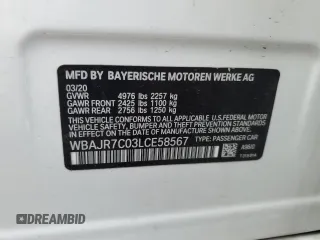 MFD BY BAYERISCHE MOTOREN WERKE AG
03/20
GVWR 4976 lbs 2257 kg
GAWR FRONT 2425 lbs 1100 kg
GAWR REAR 2756 lbs 1250 kg
THIS VEHICLE CONFORMS TO ALL APPLICABLE U.S. FEDERAL MOTOR
VEHICLE SAFETY, BUMPER, AND THEFT PREVENTION STANDARDS
IN EFFECT ON THE DATE OF MANUFACTURE SHOWN ABOVE.
WBAJR7C03LCE58567 TYPE: PASSENGER CAR
DREAMBID